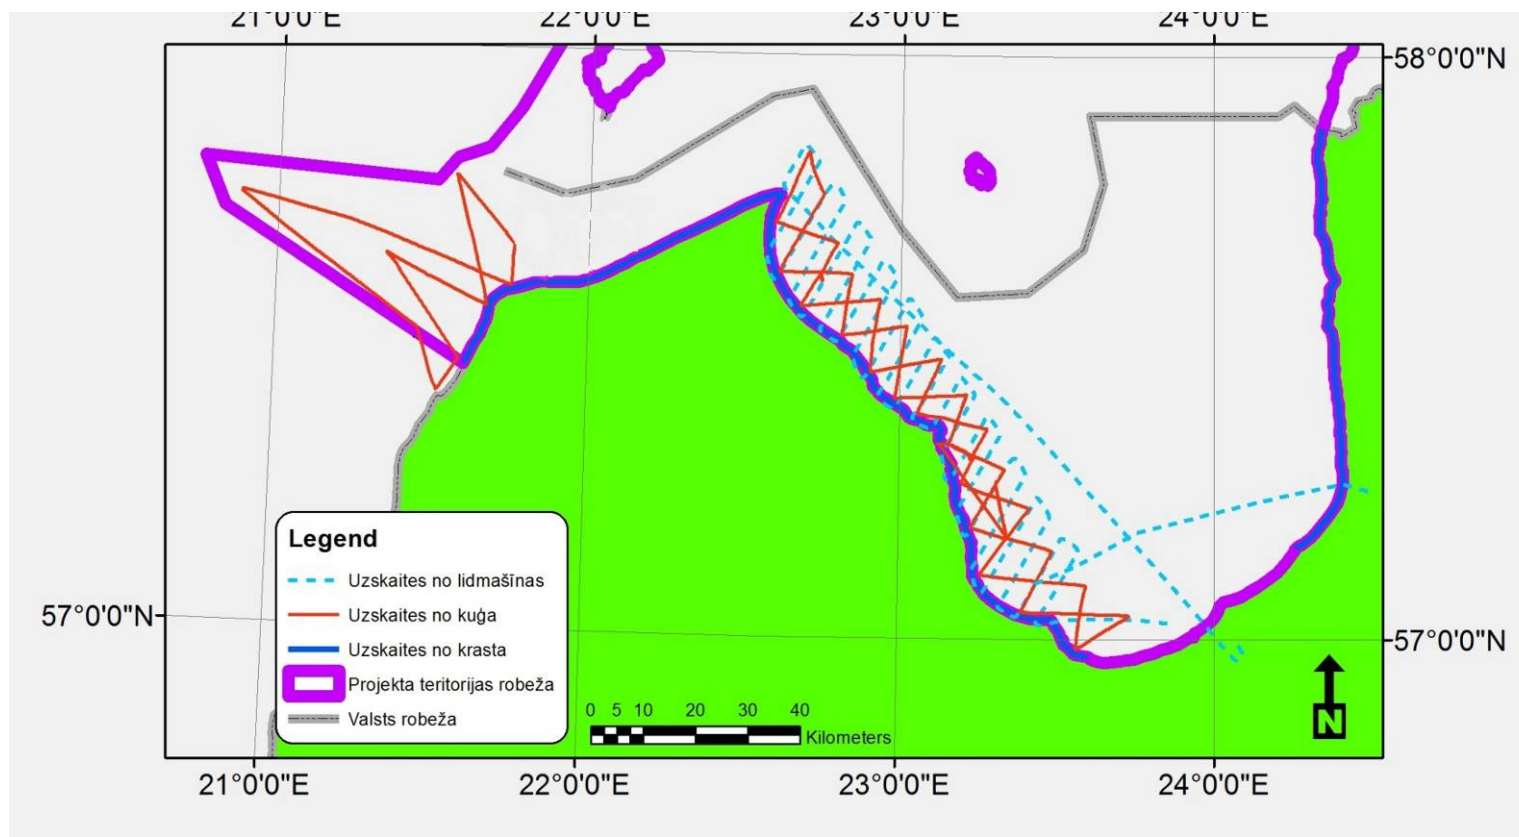 21°0'0"E 22°0'0"E 23°0'0"E 24°0'0"E
58°0'0"N
Legend
Uzskaites no lidmašīnas
Uzskaites no kuģa
Uzskaites no krasta
Projekta teritorijas robeža
Valsts robeža
57°0'0"N
57°0'0"N
0 5 10 20 30 40
Kilometers
N
21°0'0"E 22°0'0"E 23°0'0"E 24°0'0"E